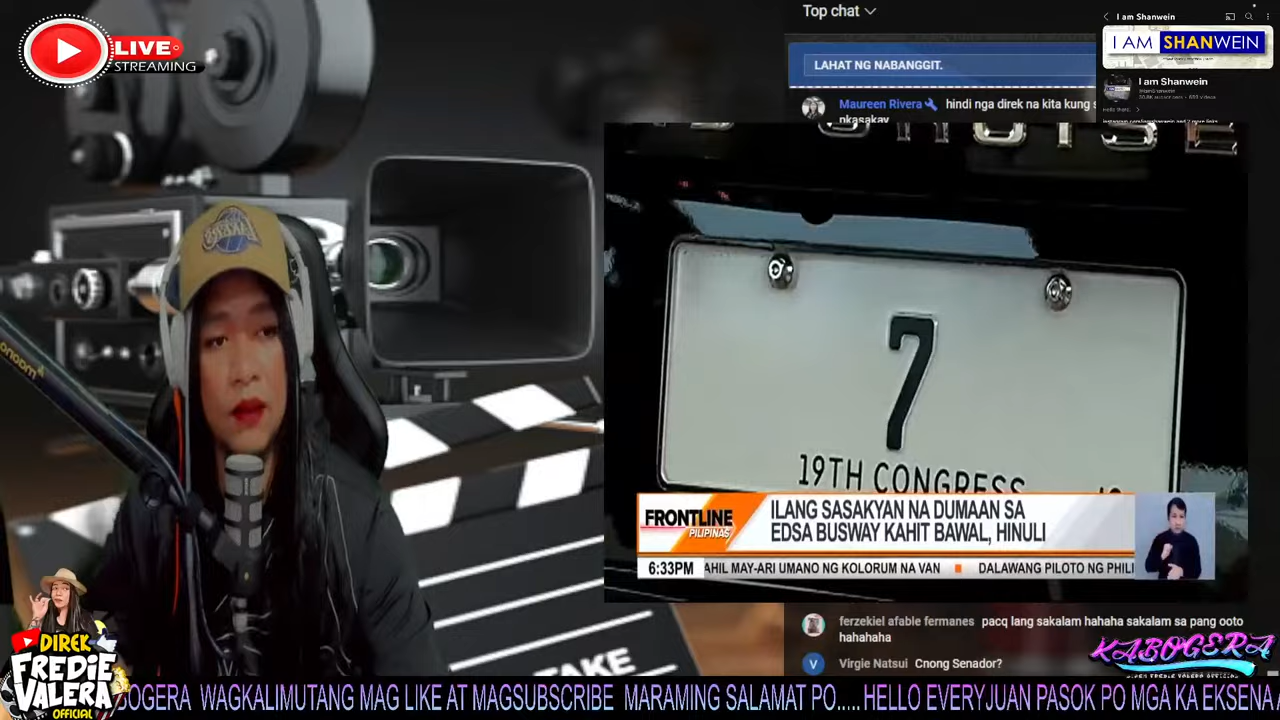 LIVE
STREAMING
Top chat
LAHAT NG NABANGGIT.
Maureen Rivera hindi nga direk na kita kung s
nkasakay
I am Shanwein
I AM SHANWEIN
I am Shanwein
7
19TH CONGRESS
FRONTLINE
PILIPINAS
ILANG SASAKYAN NA DUMAAN SA
EDSA BUSWAY KAHIT BAWAL, HINULI
6:33PM AHIL MAY-ARI UMANO NG KOLORUM NA VAN DALAWANG PILOTO NG PHILI
ferzekiel afable fermanes pacq lang sakalam hahaha sakalam sa pang ooto
hahahaha
V Virgie Natsui Cnong Senador?
KABOGERA
maono
TAKE
DIREK
FREDIE
VALERA
OFFICIAL
BOGERA WAGKALIMUTANG MAG LIKE AT MAGSUBSCRIBE MARAMING SALAMAT PO.....HELLO EVERYJUAN PASOK PO MGA KA EKSENA